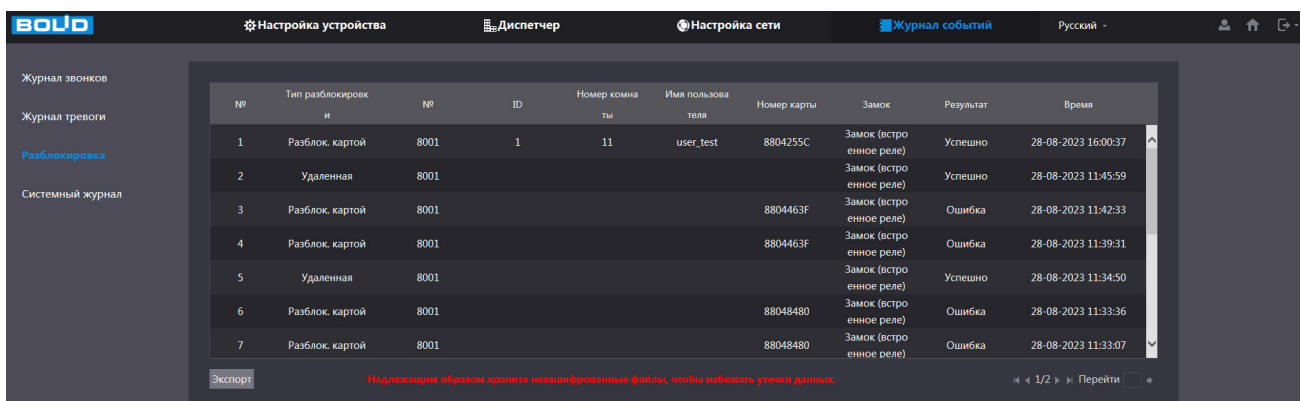 BOLID Настройка устройства Диспетчер Настройка сети Журнал событий Русский
Журнал звонков
Журнал тревоги
Разблокировка
Системный журнал
№ Тип разблокировк и № ID Номер комна ты Имя пользова теля Номер карты Замок Результат Время
1 Разблок. картой 8001 1 11 user_test 8804255C Замок (встро енное реле) Успешно 28-08-2023 16:00:37
2 Удаленная 8001 Замок (встро енное реле) Успешно 28-08-2023 11:45:59
3 Разблок. картой 8001 8804463F Замок (встро енное реле) Ошибка 28-08-2023 11:42:33
4 Разблок. картой 8001 8804463F Замок (встро енное реле) Ошибка 28-08-2023 11:39:31
5 Удаленная 8001 Замок (встро енное реле) Успешно 28-08-2023 11:34:50
6 Разблок. картой 8001 88048480 Замок (встро енное реле) Ошибка 28-08-2023 11:33:36
7 Разблок. картой 8001 88048480 Замок (встро енное реле) Ошибка 28-08-2023 11:33:07
Экспорт Надлежащим образом храните незашифрованные файлы, чтобы набежать утечки данных. 1/2 Перейти